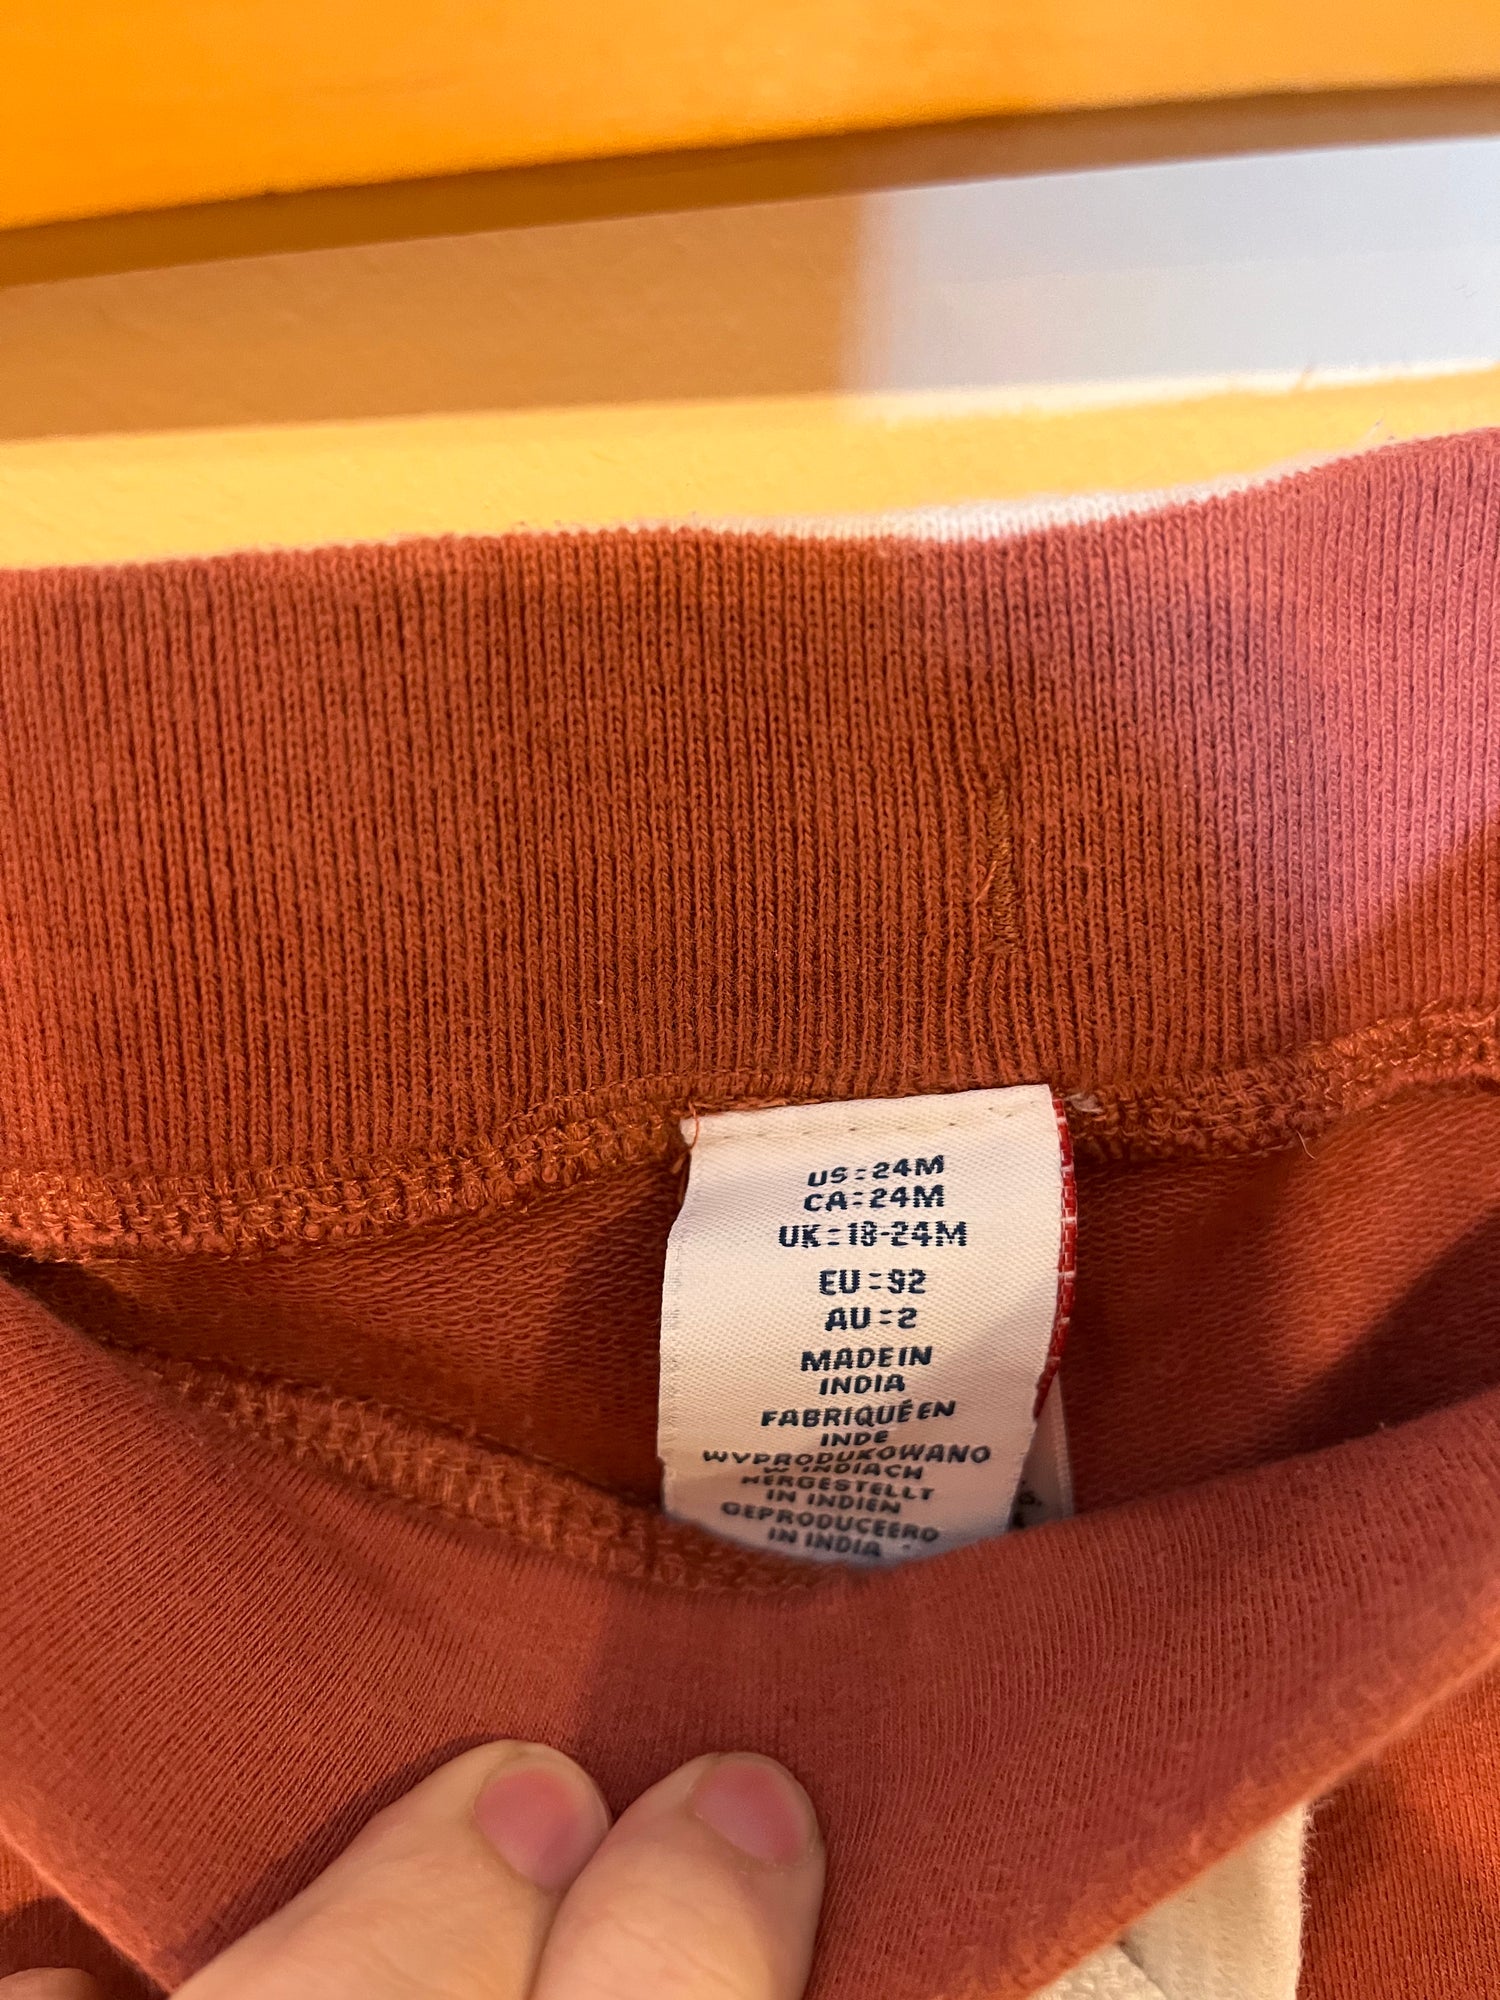 US:24M
CA:24M
UK:18-24M
EU:92
AU:2
MADE IN
INDIA
FABRIQUÉ EN
INDE
WYPRODUKOWANO
W INDIACH
HERGESTELLT
IN INDIEN
GEPRODUCEERD
IN INDIA